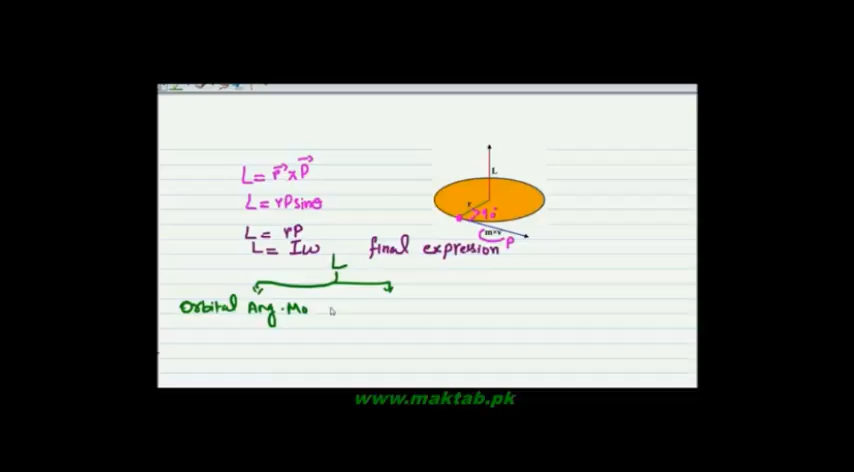 L = r⃗ x P⃗
L = rPsinθ
L = rP
L = Iω final expression
L
Orbital Ang. Mo
L
r
90°
m×v
P
www.maktab.pk